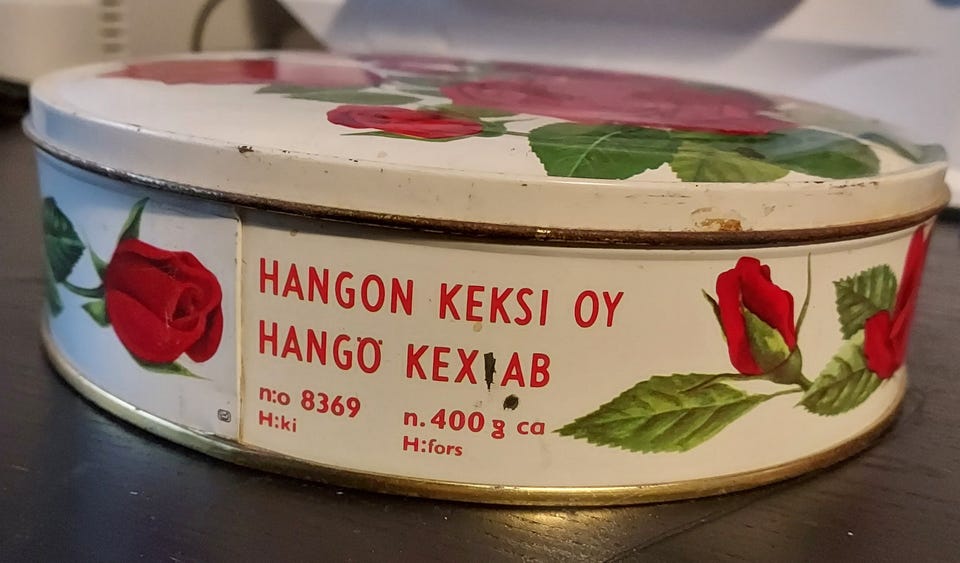 HANGON KEKSI OY
HANGÖ KEX AB
n:o 8369 n. 400 g ca
H:ki H:fors